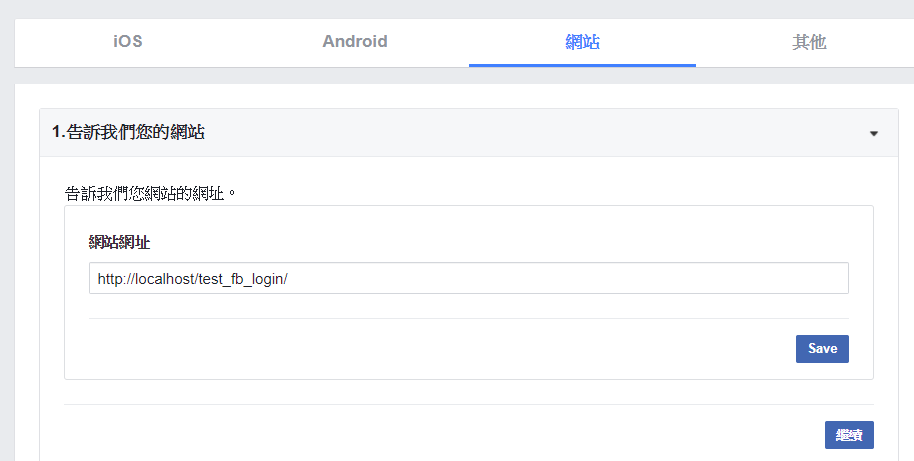 iOS Android 網站 其他
1.告訴我們您的網站
告訴我們您網站的網址。
網站網址
http://localhost/test_fb_login/
Save
繼續